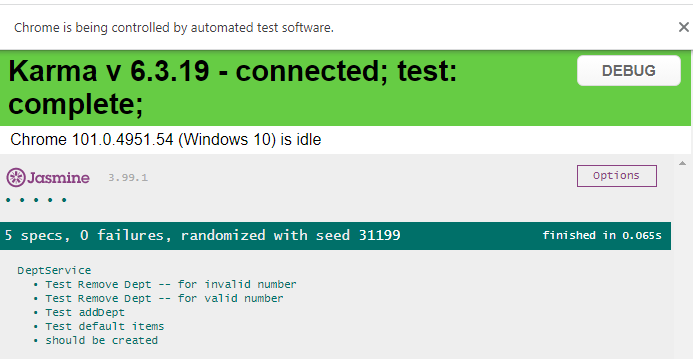 Chrome is being controlled by automated test software.
Karma v 6.3.19 - connected; test:
complete;
DEBUG
Chrome 101.0.4951.54 (Windows 10) is idle
Jasmine 3.99.1
Options
5 specs, 0 failures, randomized with seed 31199
finished in 0.065s
DeptService
• Test Remove Dept -- for invalid number
• Test Remove Dept -- for valid number
• Test addDept
• Test default items
• should be created